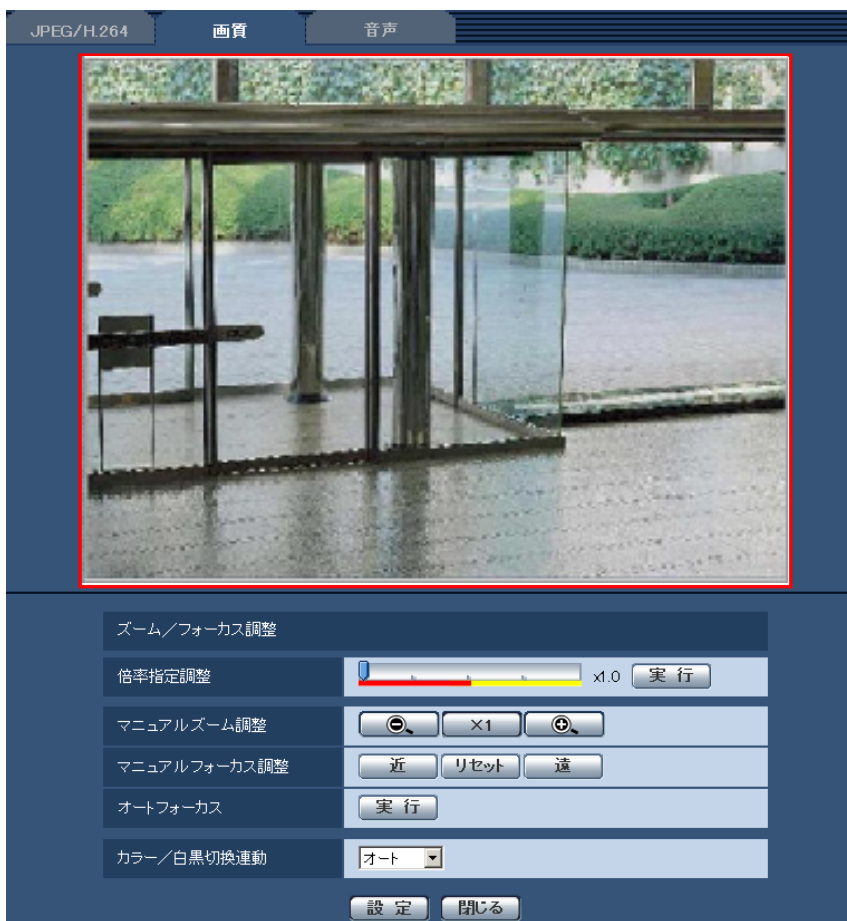 JPEG/H.264 画質 音声
ズーム／フォーカス調整
倍率指定調整 x1.0 実行
マニュアルズーム調整 ×1
マニュアルフォーカス調整 近 リセット 遠
オートフォーカス 実行
カラー／白黒切換連動 オート
設定 閉じる